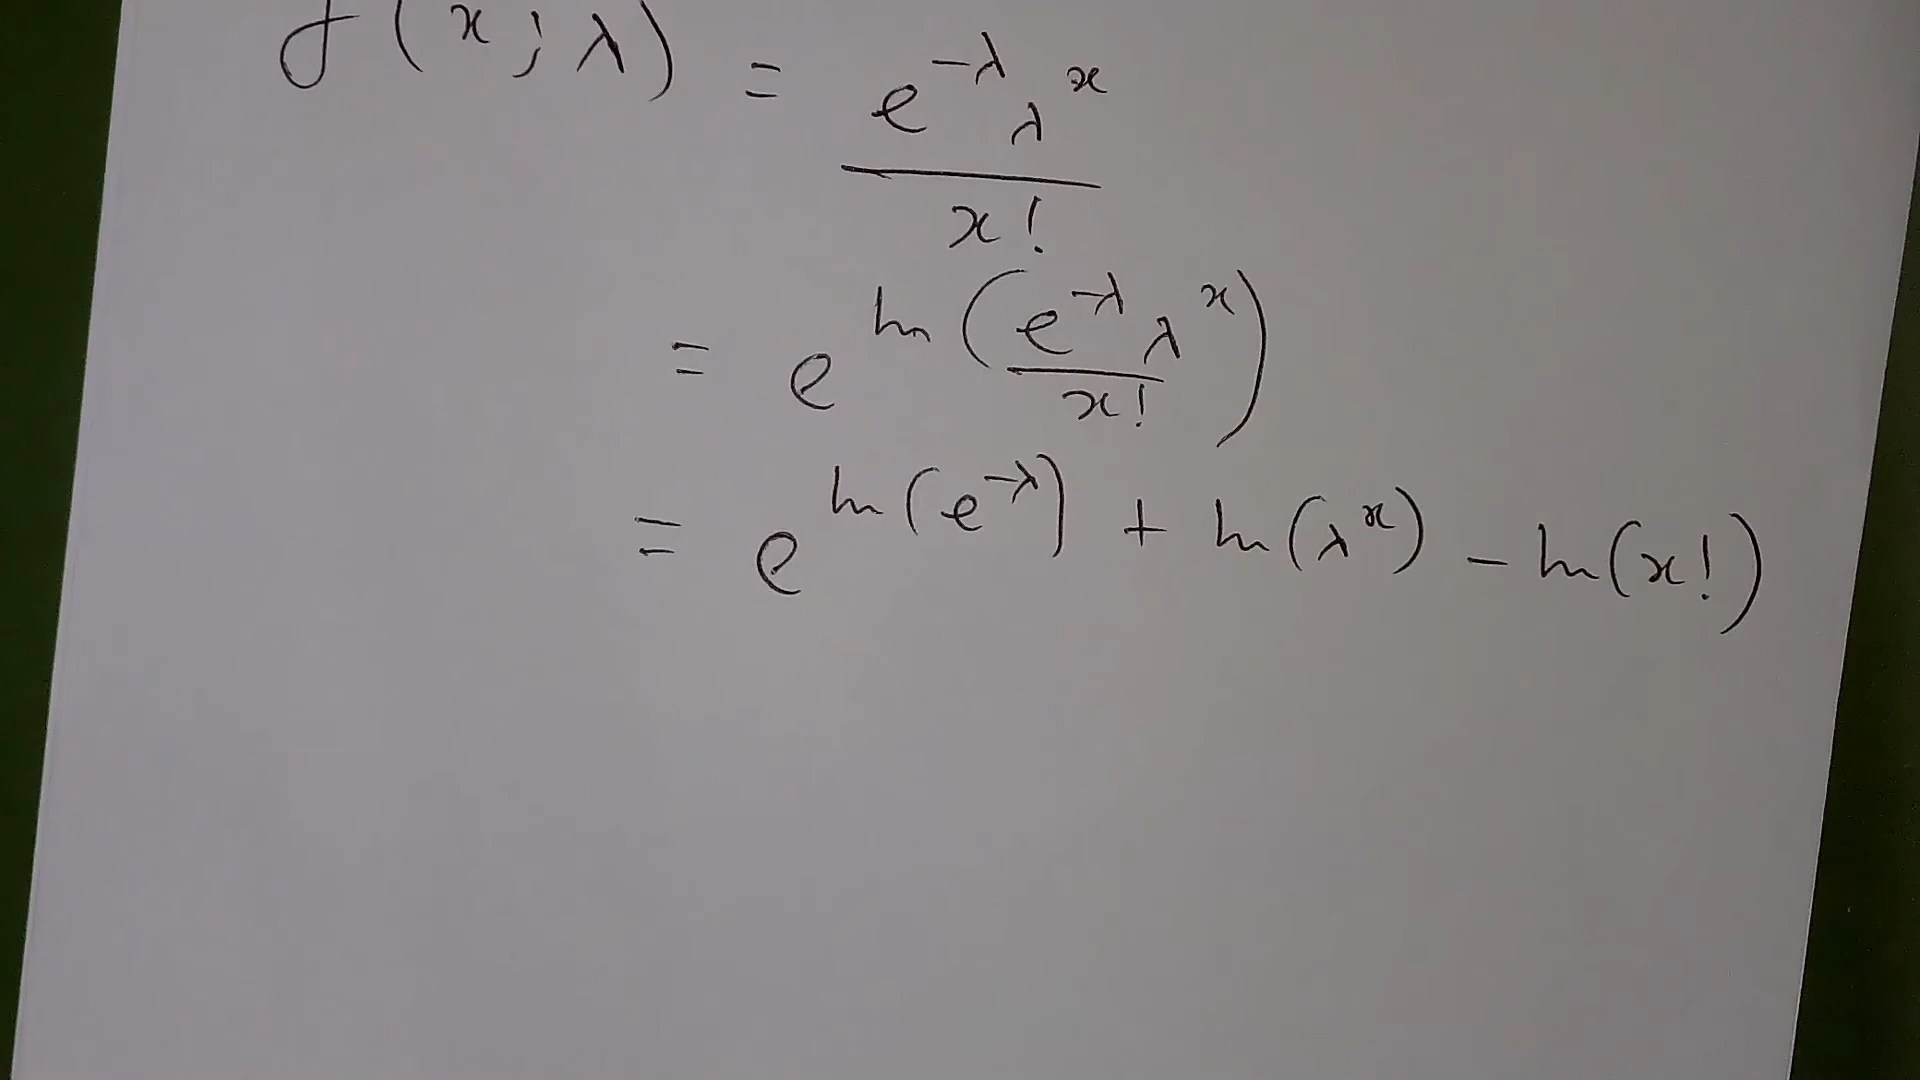 f(x; λ) = e^{-λ} λ^x / x!
= e^{ln(e^{-λ} λ^x / x!)}
= e^{ln(e^{-λ}) + ln(λ^x) - ln(x!)}